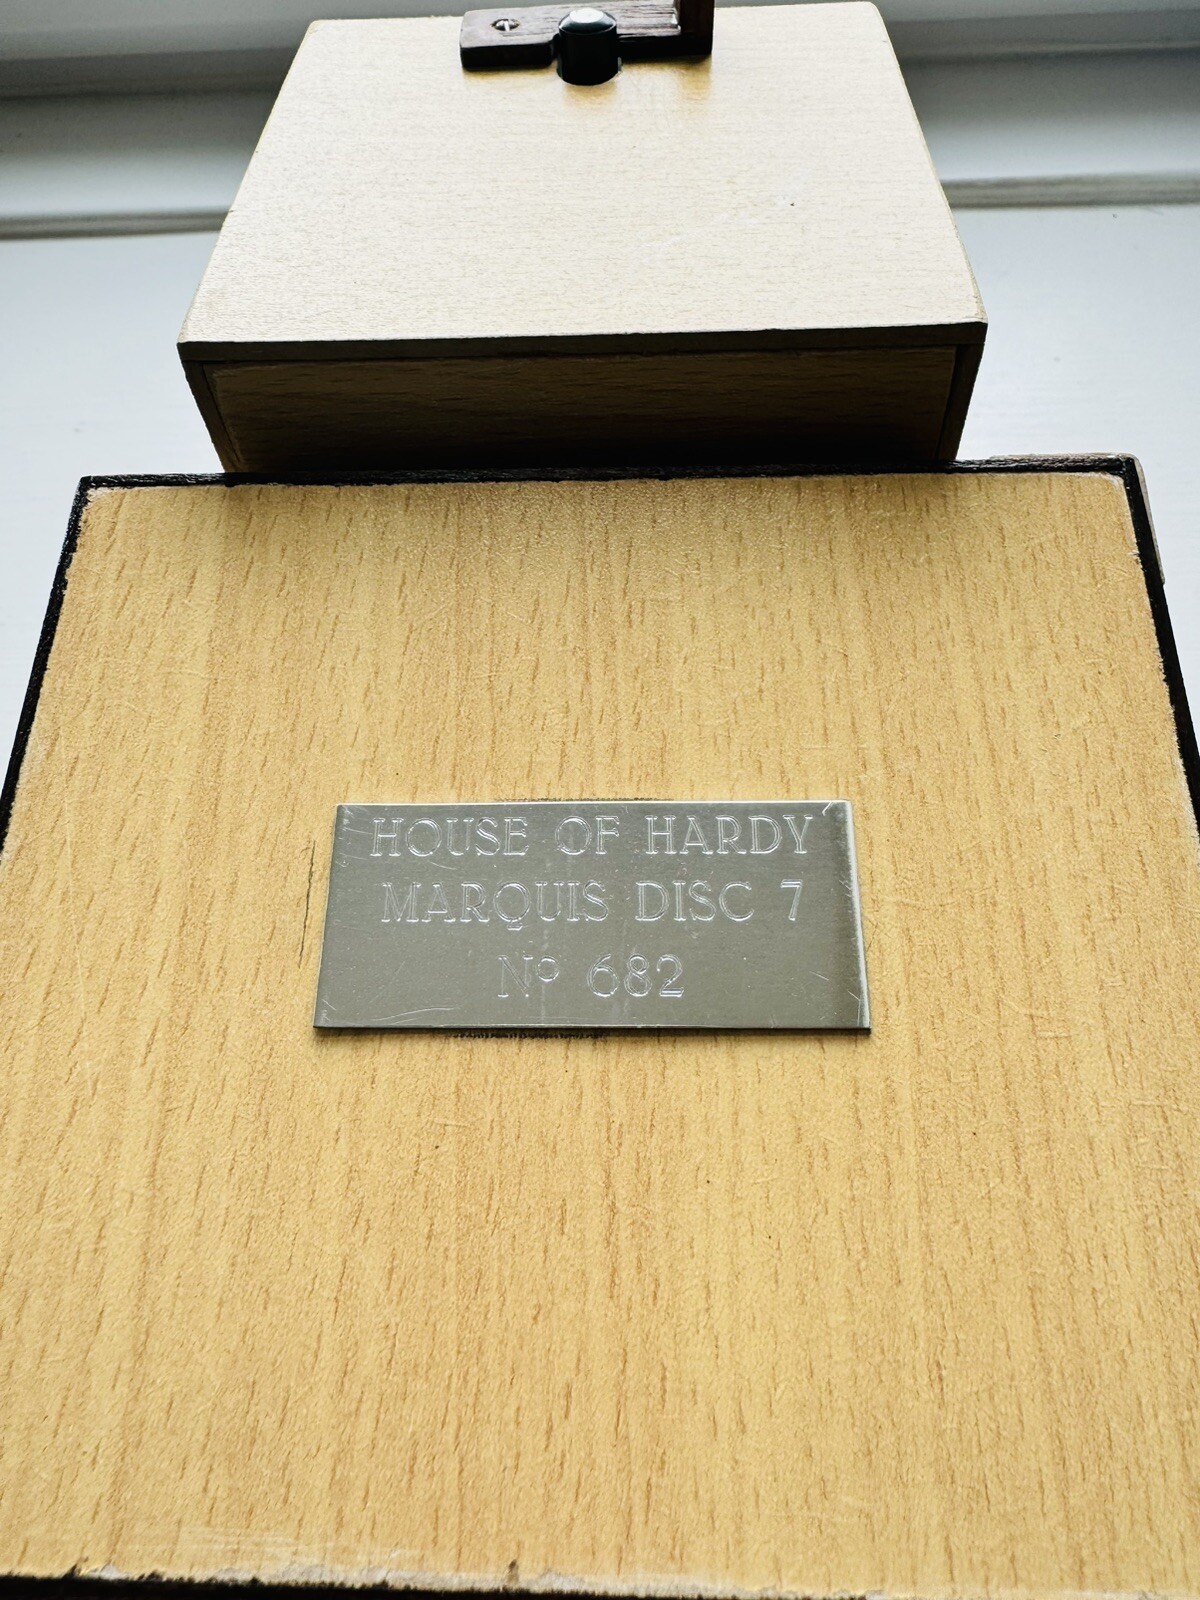 HOUSE OF HARDY
MARQUIS DISC 7
Nº 682